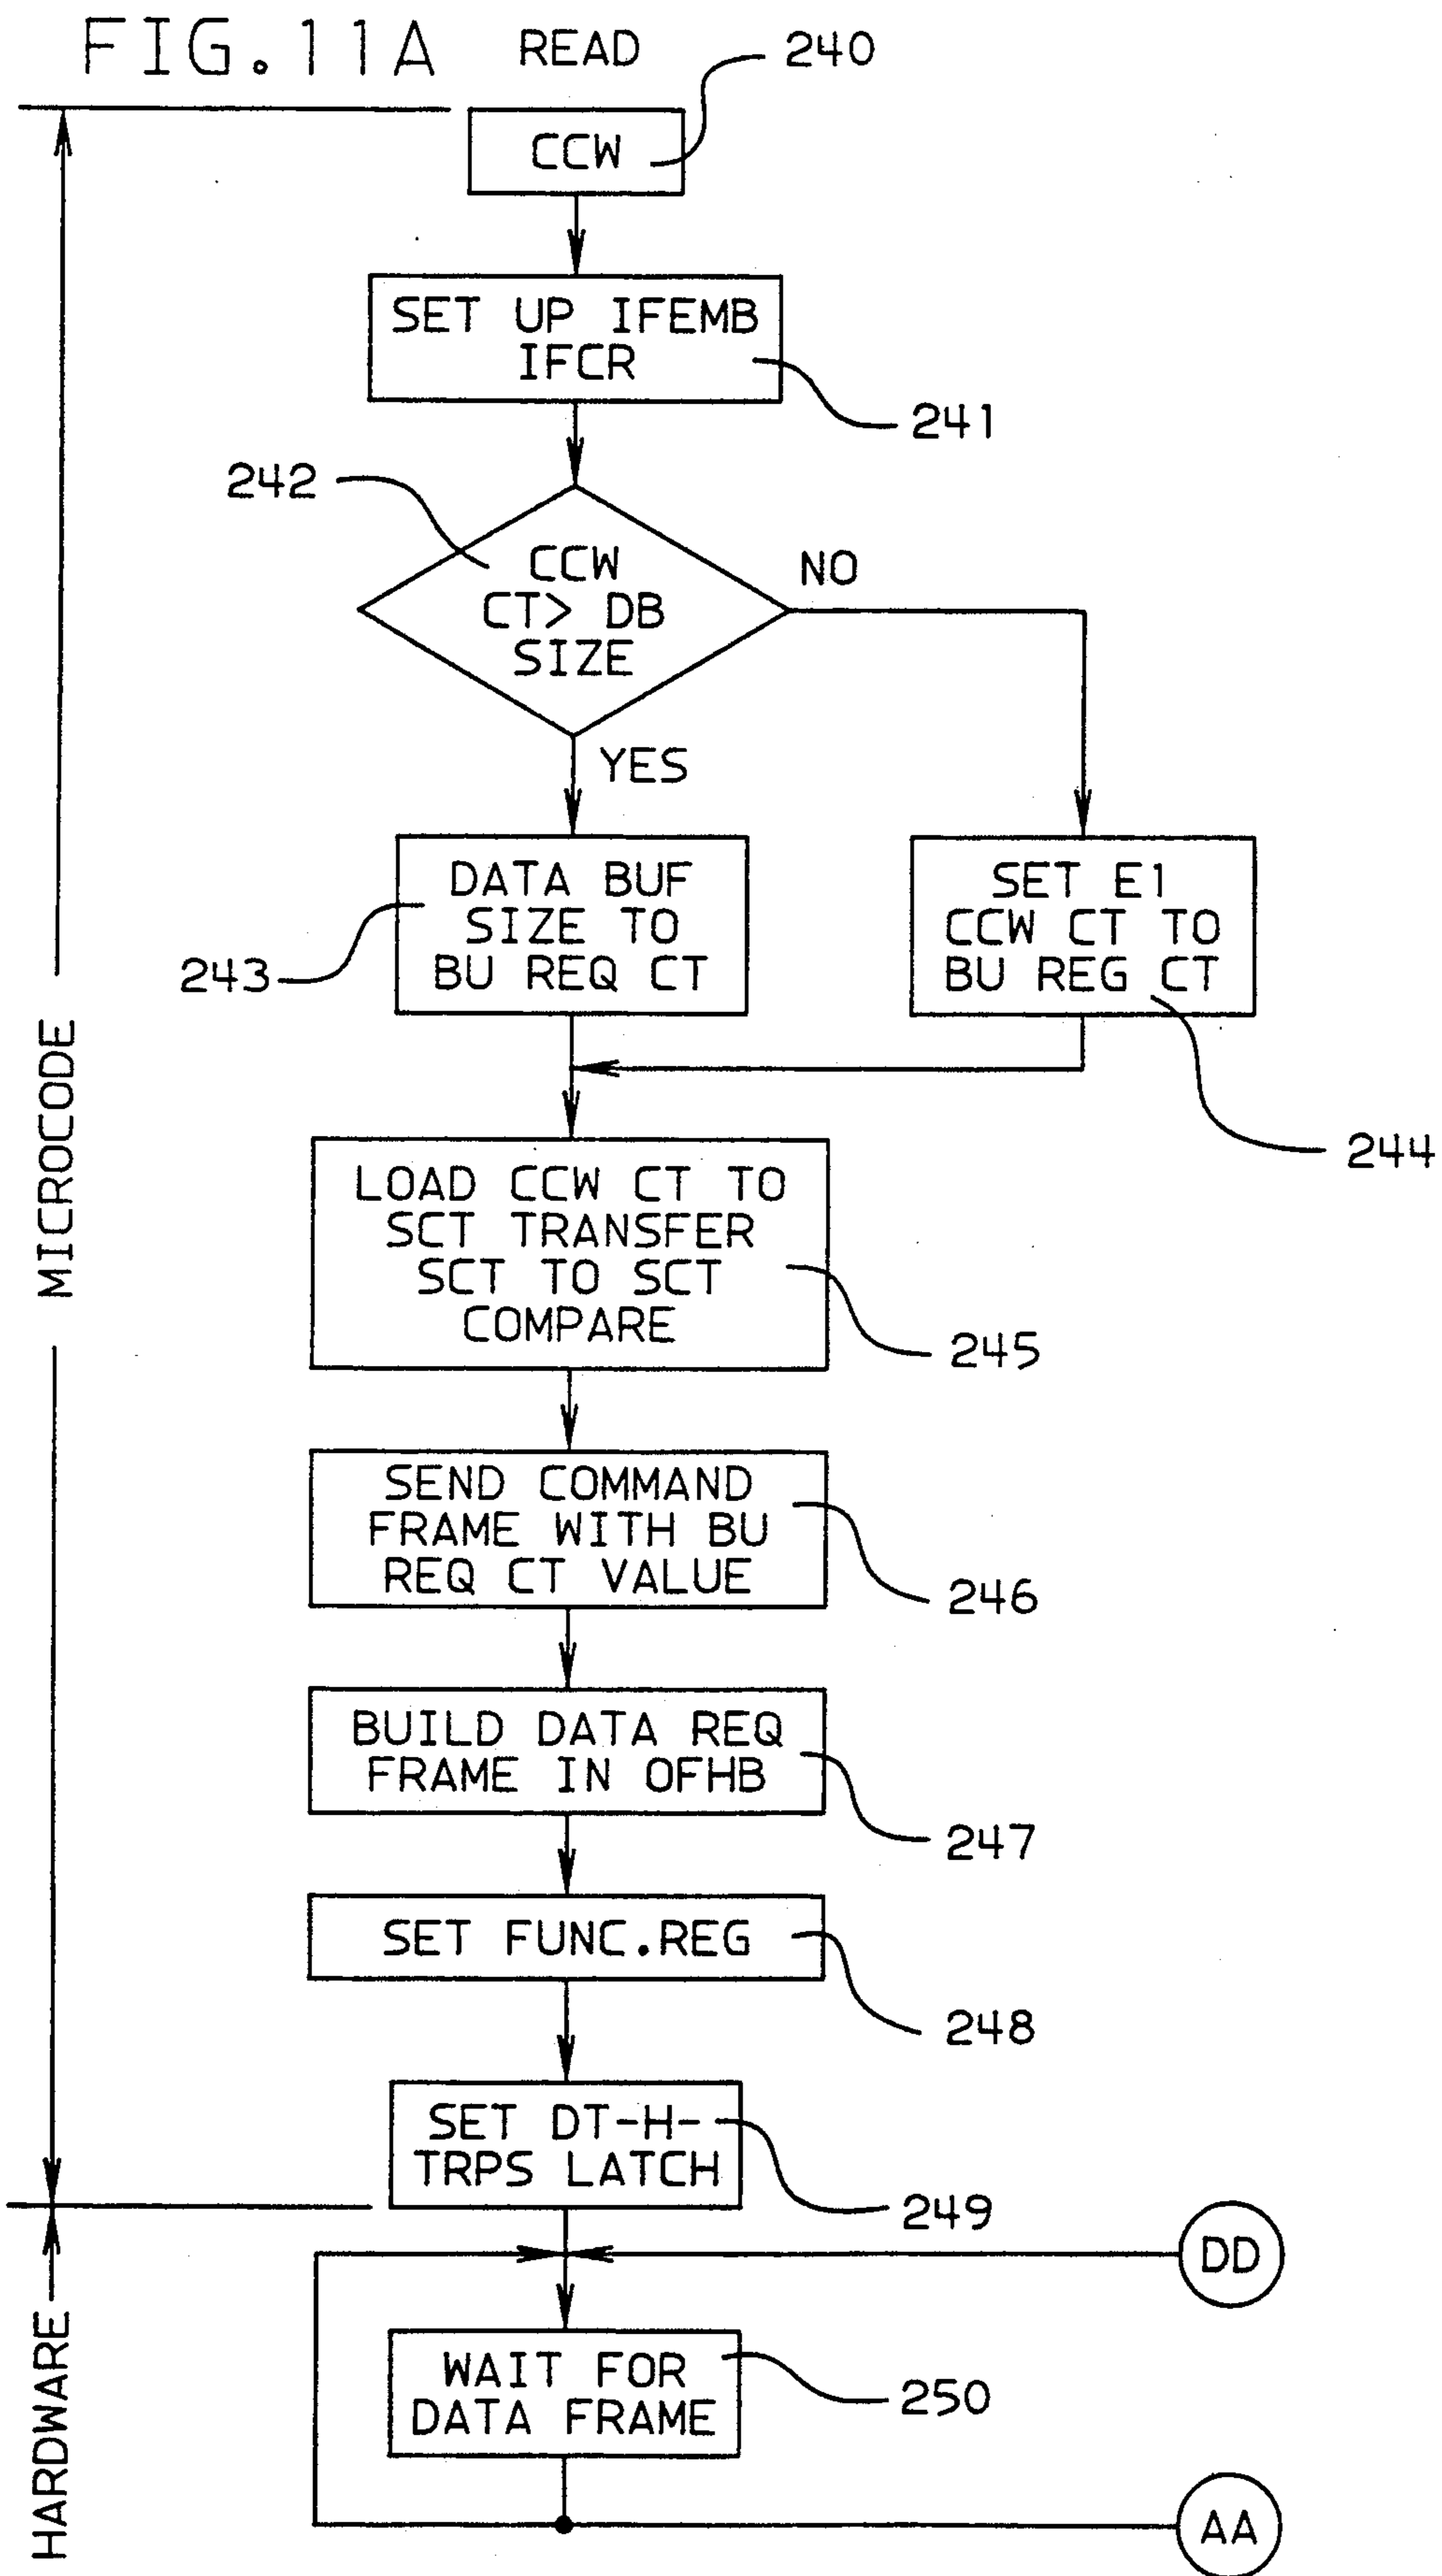 FIG.11A READ
240
CCW
SET UP IFEMB
IFCR
241
242
CCW
CT> DB
SIZE
NO
YES
DATA BUF
SIZE TO
BU REQ CT
243
SET E1
CCW CT TO
BU REG CT
244
MICROCODE
LOAD CCW CT TO
SCT TRANSFER
SCT TO SCT
COMPARE
245
SEND COMMAND
FRAME WITH BU
REQ CT VALUE
246
BUILD DATA REQ
FRAME IN OFHB
247
SET FUNC.REG
248
SET DT-H-
TRPS LATCH
249
DD
HARDWARE
WAIT FOR
DATA FRAME
250
AA